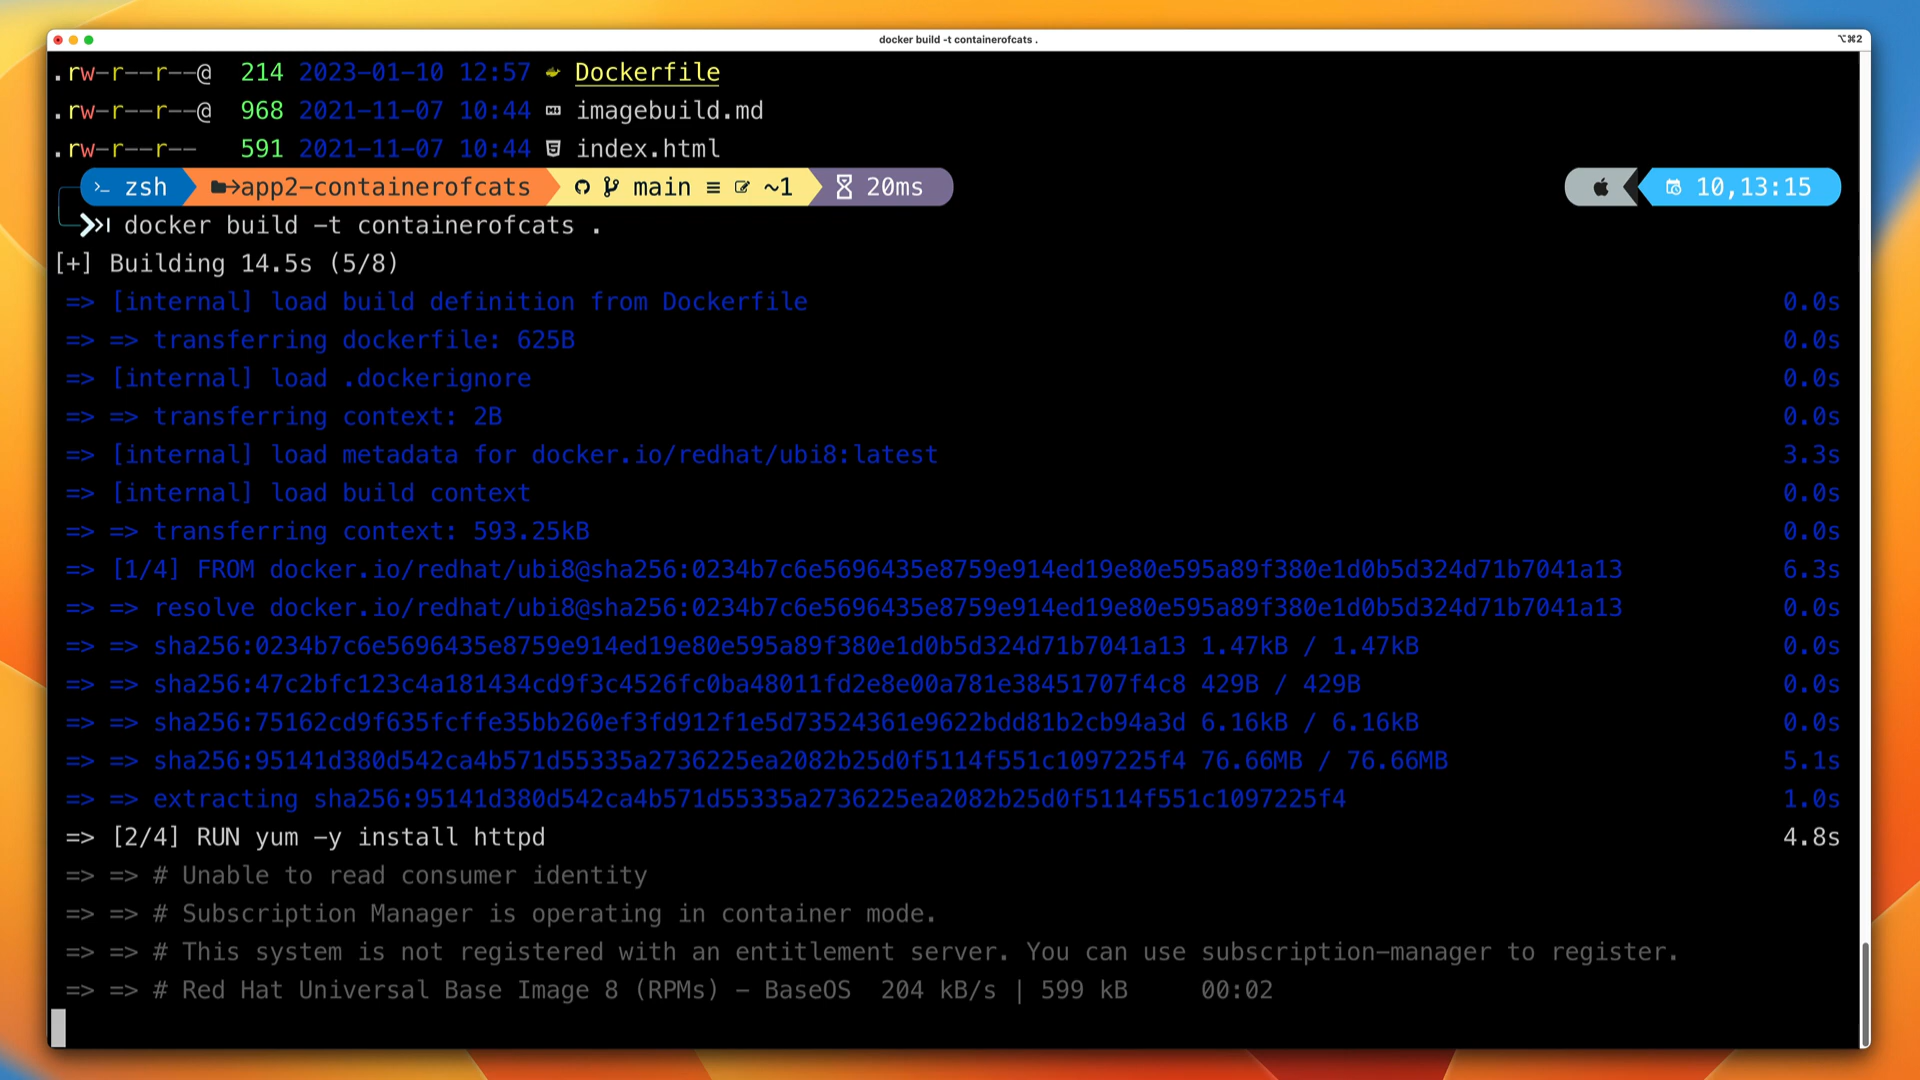 docker build -t containerofcats .
⌥⌘2
.rw-r--r--@ 214 2023-01-10 12:57 Dockerfile
.rw-r--r--@ 968 2021-11-07 10:44 imagebuild.md
.rw-r--r-- 591 2021-11-07 10:44 index.html
zsh →app2-containerofcats main ≡ ~1 20ms 10,13:15
docker build -t containerofcats .
[+] Building 14.5s (5/8)
=> [internal] load build definition from Dockerfile 0.0s
=> => transferring dockerfile: 625B 0.0s
=> [internal] load .dockerignore 0.0s
=> => transferring context: 2B 0.0s
=> [internal] load metadata for docker.io/redhat/ubi8:latest 3.3s
=> [internal] load build context 0.0s
=> => transferring context: 593.25kB 0.0s
=> [1/4] FROM docker.io/redhat/ubi8@sha256:0234b7c6e5696435e8759e914ed19e80e595a89f380e1d0b5d324d71b7041a13 6.3s
=> => resolve docker.io/redhat/ubi8@sha256:0234b7c6e5696435e8759e914ed19e80e595a89f380e1d0b5d324d71b7041a13 0.0s
=> => sha256:0234b7c6e5696435e8759e914ed19e80e595a89f380e1d0b5d324d71b7041a13 1.47kB / 1.47kB 0.0s
=> => sha256:47c2bfc123c4a181434cd9f3c4526fc0ba48011fd2e8e00a781e38451707f4c8 429B / 429B 0.0s
=> => sha256:75162cd9f635fcffe35bb260ef3fd912f1e5d73524361e9622bdd81b2cb94a3d 6.16kB / 6.16kB 0.0s
=> => sha256:95141d380d542ca4b571d55335a2736225ea2082b25d0f5114f551c1097225f4 76.66MB / 76.66MB 5.1s
=> => extracting sha256:95141d380d542ca4b571d55335a2736225ea2082b25d0f5114f551c1097225f4 1.0s
=> [2/4] RUN yum -y install httpd 4.8s
=> => # Unable to read consumer identity
=> => # Subscription Manager is operating in container mode.
=> => # This system is not registered with an entitlement server. You can use subscription-manager to register.
=> => # Red Hat Universal Base Image 8 (RPMs) - BaseOS 204 kB/s | 599 kB 00:02